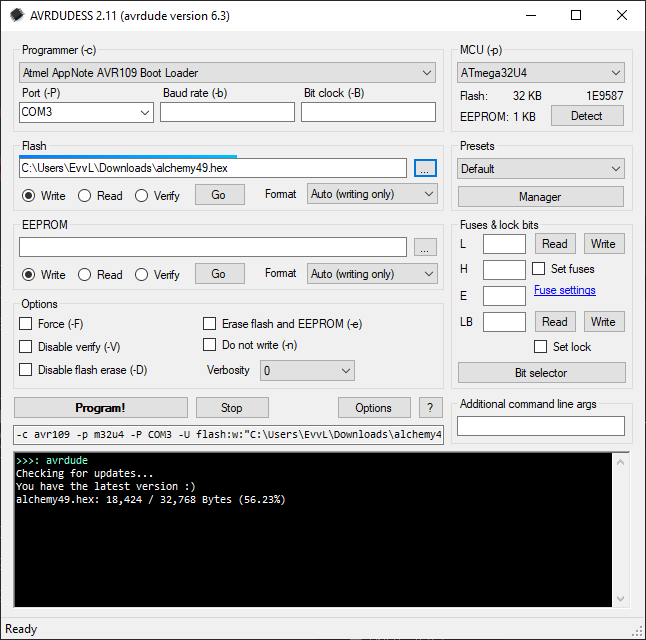 AVRDUDESS 2.11 (avrdude version 6.3)
Programmer (-c)
Atmel AppNote AVR109 Boot Loader
Port (-P) Baud rate (-b) Bit clock (-B)
COM3
MCU (-p)
ATmega32U4
Flash: 32 KB 1E9587
EEPROM: 1 KB Detect
Flash
C:\Users\EvvL\Downloads\alchemy49.hex ...
Write Read Verify Go Format Auto (writing only)
Presets
Default
Manager
EEPROM
...
Write Read Verify Go Format Auto (writing only)
Fuses & lock bits
L Read Write
H Set fuses
E Fuse settings
LB Read Write
Set lock
Bit selector
Options
Force (-F) Erase flash and EEPROM (-e)
Disable verify (-V) Do not write (-n)
Disable flash erase (-D) Verbosity 0
Program! Stop Options ?
-c avr109 -p m32u4 -P COM3 -U flash:w:"C:\Users\EvvL\Downloads\alchemy4
Additional command line args
>>>: avrdude
Checking for updates...
You have the latest version :)
alchemy49.hex: 18,424 / 32,768 Bytes (56.23%)
Ready